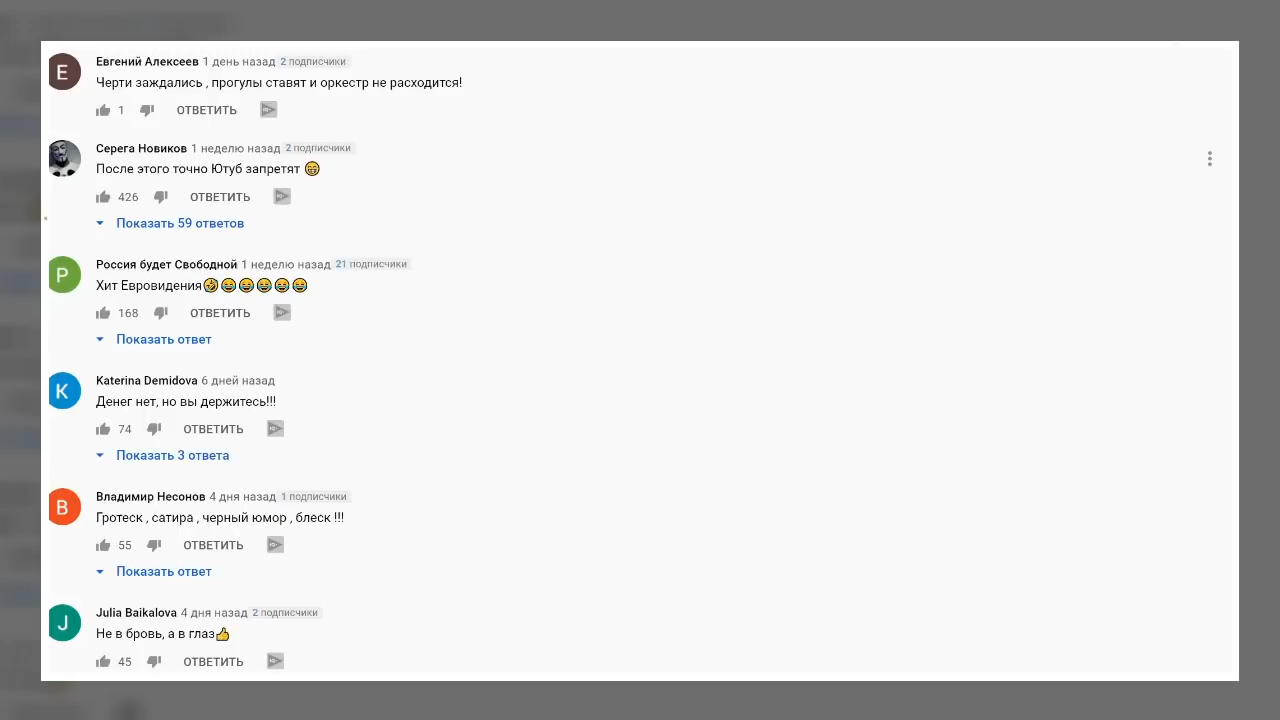 Евгений Алексеев 1 день назад 2 подписчики
Черти заждались , прогулы ставят и оркестр не расходится!
1 ОТВЕТИТЬ
Серега Новиков 1 неделю назад 2 подписчики
После этого точно Ютуб запретят 😁
426 ОТВЕТИТЬ
Показать 59 ответов
Россия будет Свободной 1 неделю назад 21 подписчики
Хит Евровидения🤣😂😂😂😂😂
168 ОТВЕТИТЬ
Показать ответ
Katerina Demidova 6 дней назад
Денег нет, но вы держитесь!!!
74 ОТВЕТИТЬ
Показать 3 ответа
Владимир Несонов 4 дня назад 1 подписчики
Гротеск , сатира , черный юмор , блеск !!!
55 ОТВЕТИТЬ
Показать ответ
Julia Baikalova 4 дня назад 2 подписчики
Не в бровь, а в глаз👍
45 ОТВЕТИТЬ